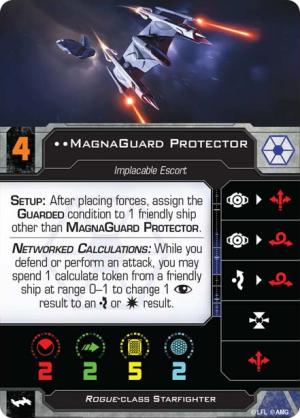 4
••MagnaGuard Protector
Implacable Escort
Setup: After placing forces, assign the
Guarded condition to 1 friendly ship
other than MagnaGuard Protector.
Networked Calculations: While you
defend or perform an attack, you may
spend 1 calculate token from a friendly
ship at range 0–1 to change 1
result to an or result.
2 2 5 2
Rogue-class Starfighter
©LFL ©AMG